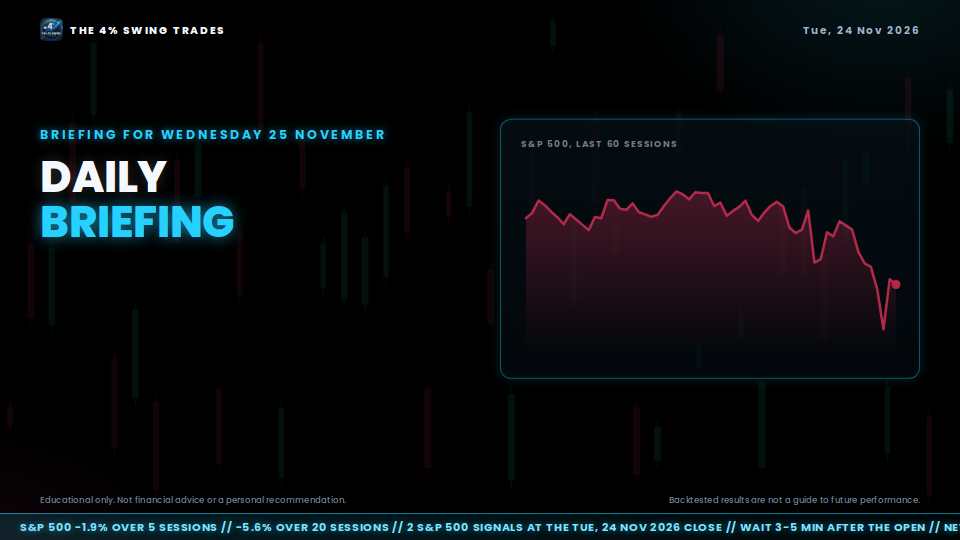 THE 4% SWING TRADES
Tue, 24 Nov 2026
BRIEFING FOR WEDNESDAY 25 NOVEMBER
DAILY
BRIEFING
S&P 500, LAST 60 SESSIONS
Educational only. Not financial advice or a personal recommendation.
Backtested results are not a guide to future performance.
S&P 500 -1.9% OVER 5 SESSIONS // -5.6% OVER 20 SESSIONS // 2 S&P 500 SIGNALS AT THE TUE, 24 NOV 2026 CLOSE // WAIT 3-5 MIN AFTER THE OPEN //